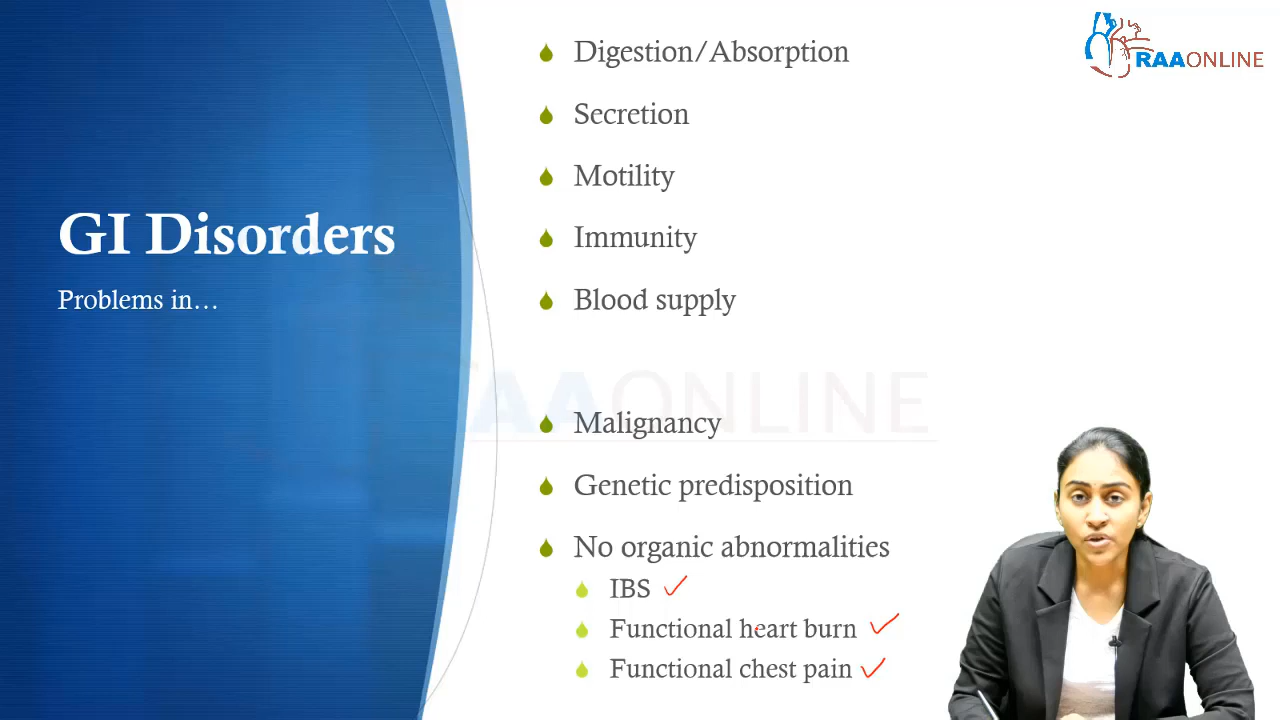 GI Disorders
Problems in...
Digestion/Absorption
Secretion
Motility
Immunity
Blood supply
Malignancy
Genetic predisposition
No organic abnormalities
IBS
Functional heart burn
Functional chest pain
RAAONLINE
AAONLINE